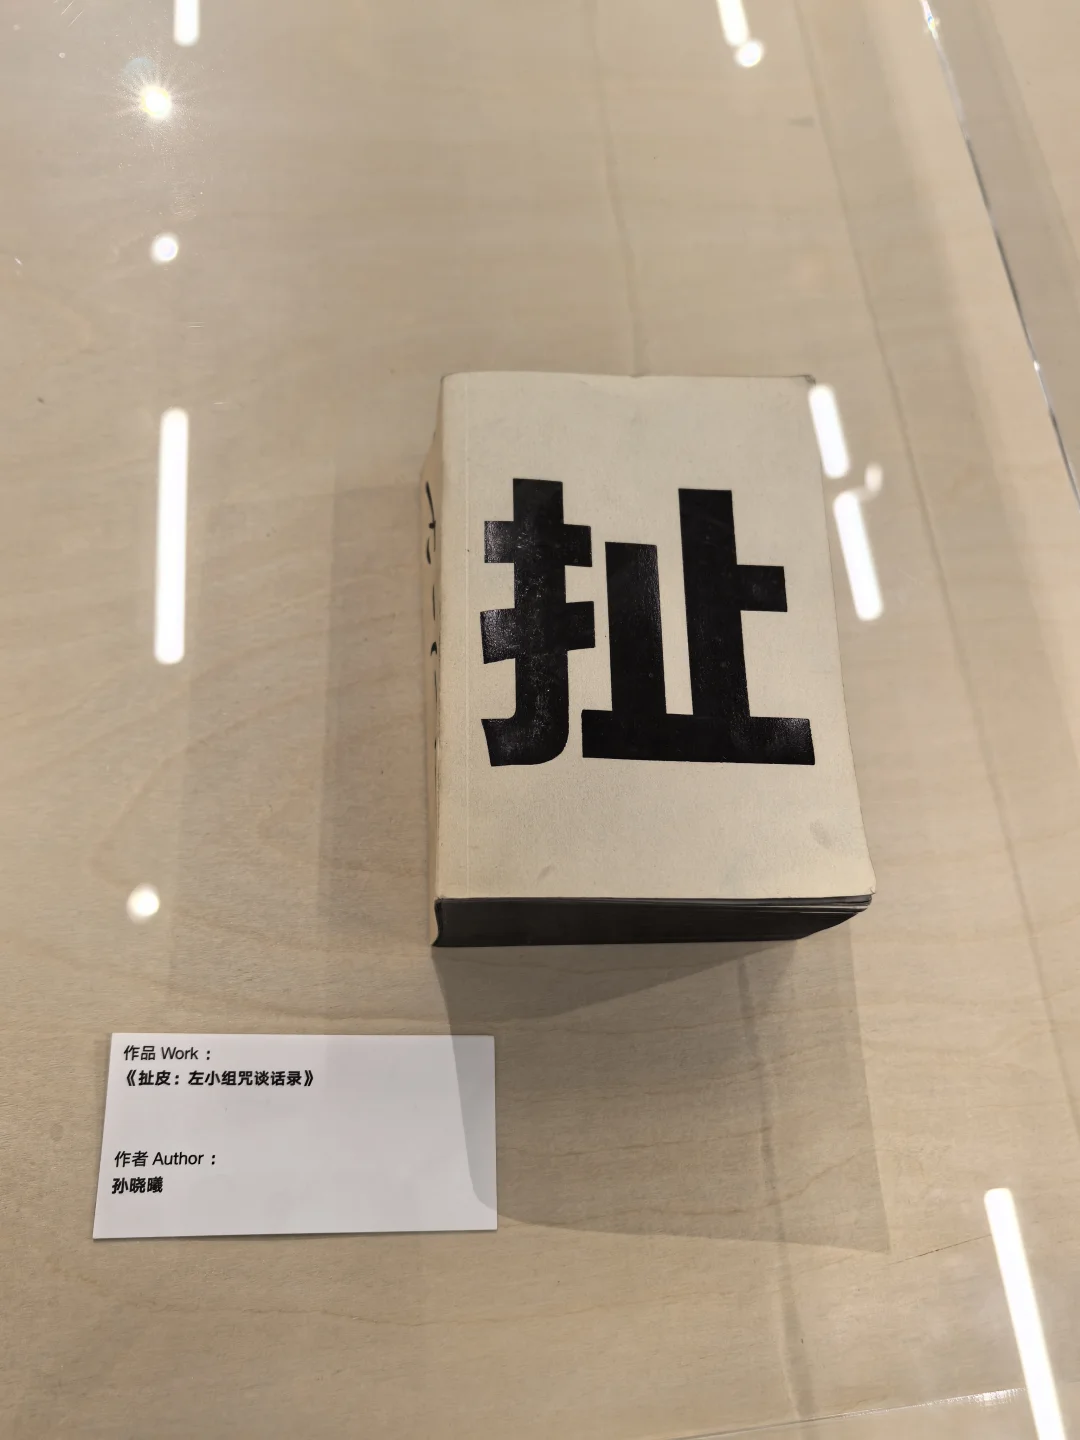 扯
作品 Work：
《扯皮：左小组咒谈话录》
作者 Author：
孙晓曦